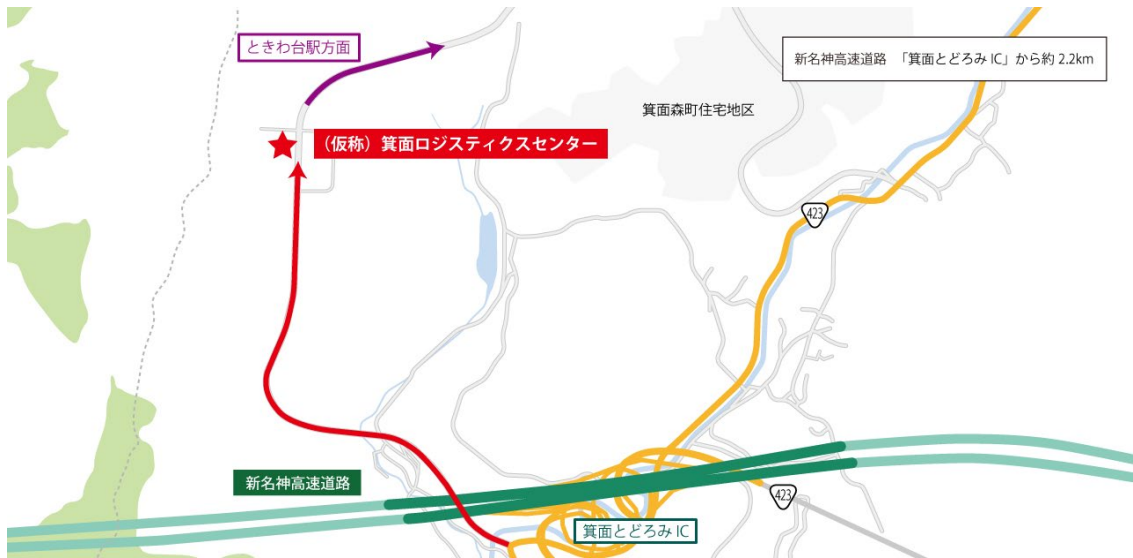 ときわ台駅方面
新名神高速道路 「箕面とどろみ IC」から約 2.2km
箕面森町住宅地区
（仮称）箕面ロジスティクスセンター
423
新名神高速道路
423
箕面とどろみ IC